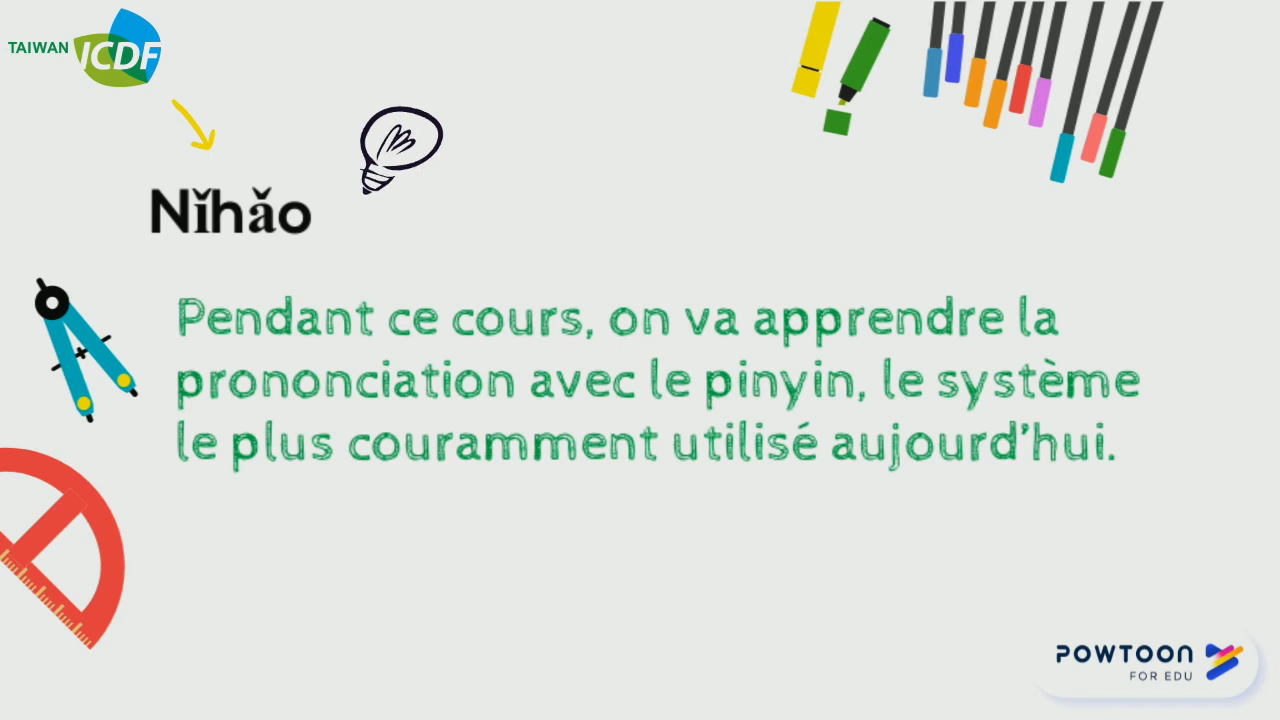 TAIWAN ICDF
Nǐhǎo
Pendant ce cours, on va apprendre la
prononciation avec le pinyin, le système
le plus couramment utilisé aujourd'hui.
POWTOON
FOR EDU